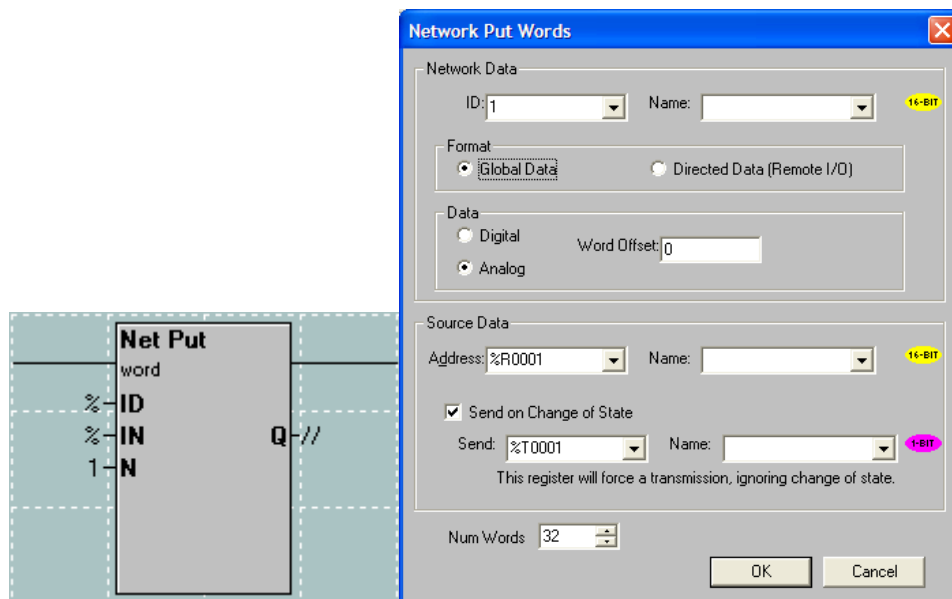 Network Put Words
Network Data
ID: 1 Name: 16-BIT
Format
Global Data Directed Data (Remote I/O)
Data
Digital
Word Offset: 0
Analog
Source Data
Address: %R0001 Name: 16-BIT
Send on Change of State
Send: %T0001 Name: 1-BIT
This register will force a transmission, ignoring change of state.
Num Words 32
OK Cancel
Net Put
word
% ID
% IN Q //
1 N